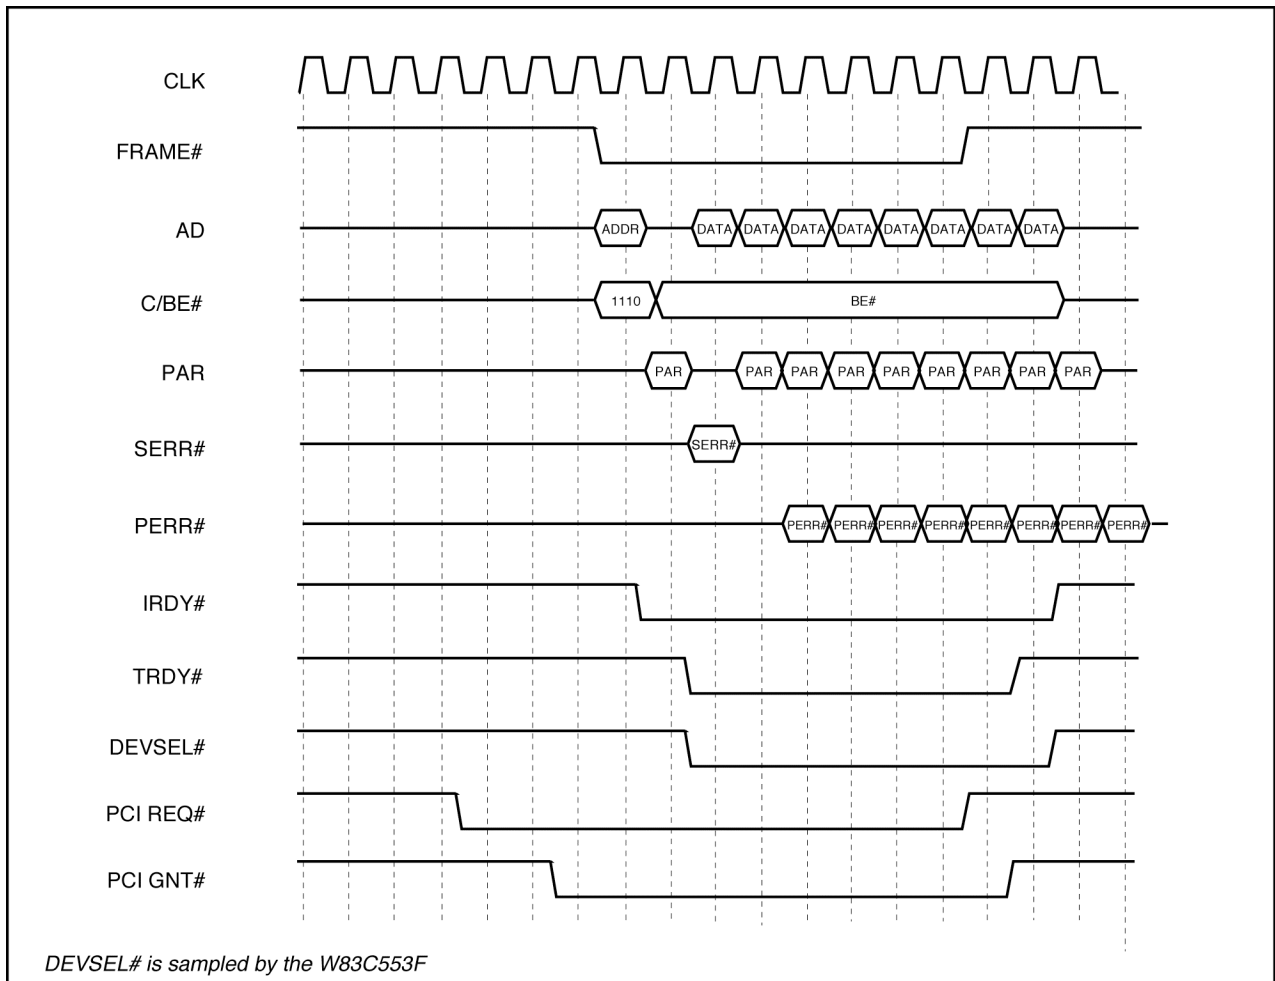 CLK
FRAME#
AD ADDR DATA DATA DATA DATA DATA DATA DATA DATA
C/BE# 1110 BE#
PAR PAR PAR PAR PAR PAR PAR PAR PAR PAR
SERR# SERR#
PERR# PERR# PERR# PERR# PERR# PERR# PERR# PERR# PERR#
IRDY#
TRDY#
DEVSEL#
PCI REQ#
PCI GNT#
DEVSEL# is sampled by the W83C553F